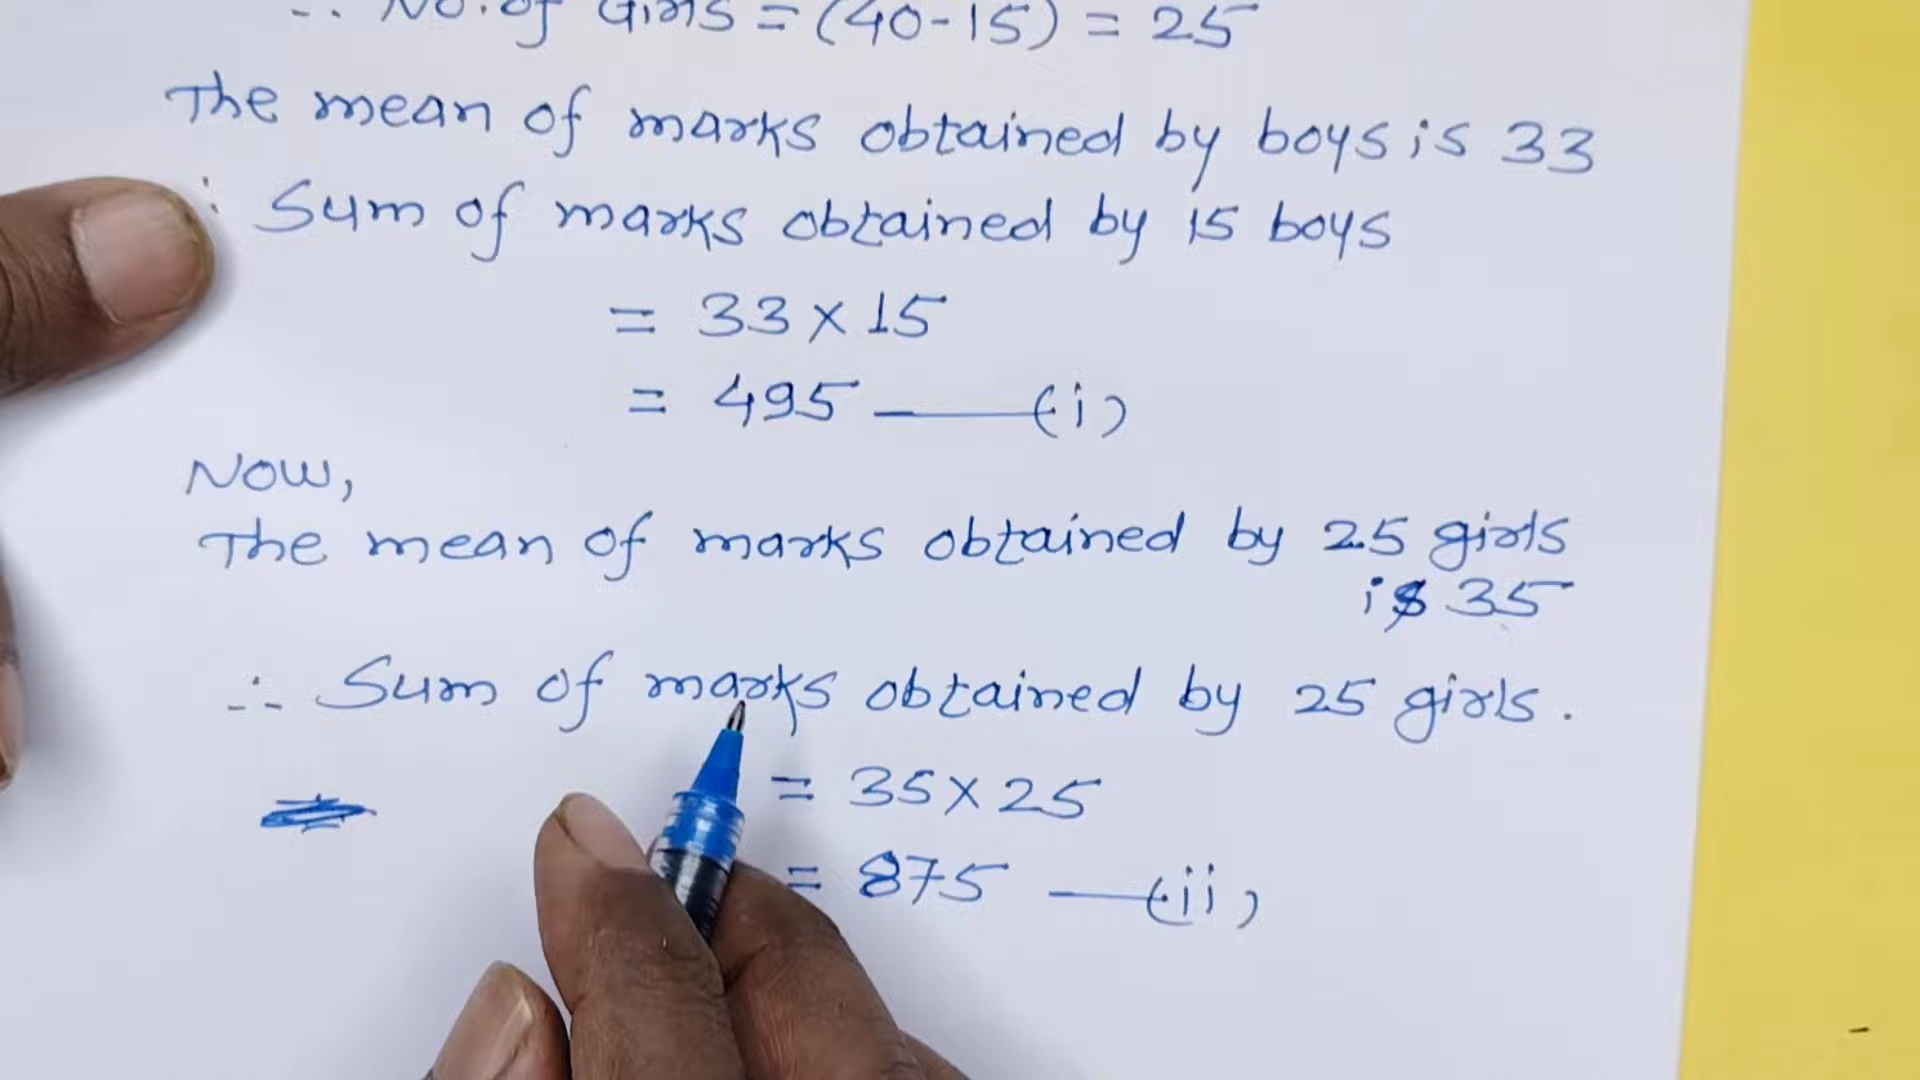 ∴ No. of Girls = (40-15) = 25
The mean of marks obtained by boys is 33
∴ Sum of marks obtained by 15 boys
= 33 × 15
= 495 —— (i)
Now,
The mean of marks obtained by 25 girls
is 35
∴ Sum of marks obtained by 25 girls.
= 35 × 25
= 875 —— (ii)